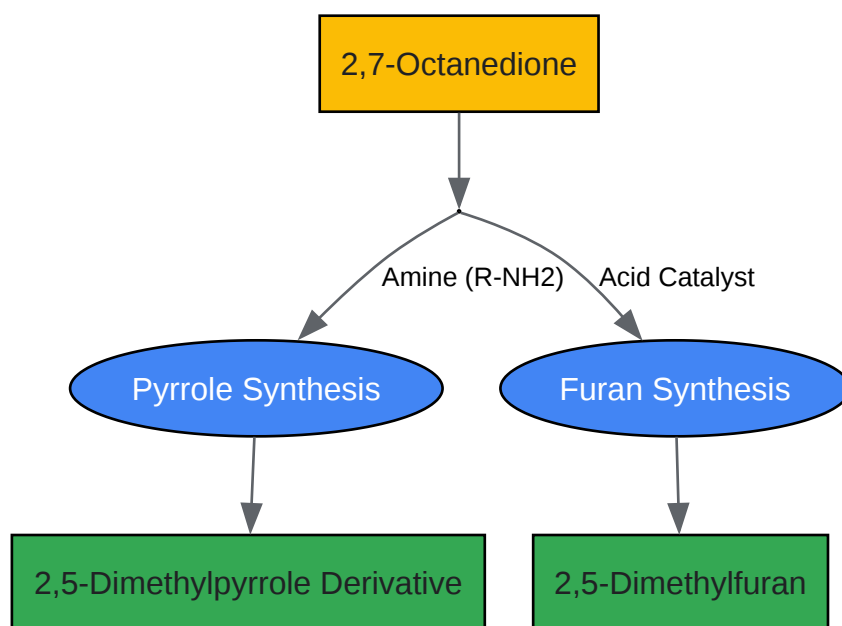 2,7-Octanedione
Amine (R-NH2)
Acid Catalyst
Pyrrole Synthesis
Furan Synthesis
2,5-Dimethylpyrrole Derivative
2,5-Dimethylfuran